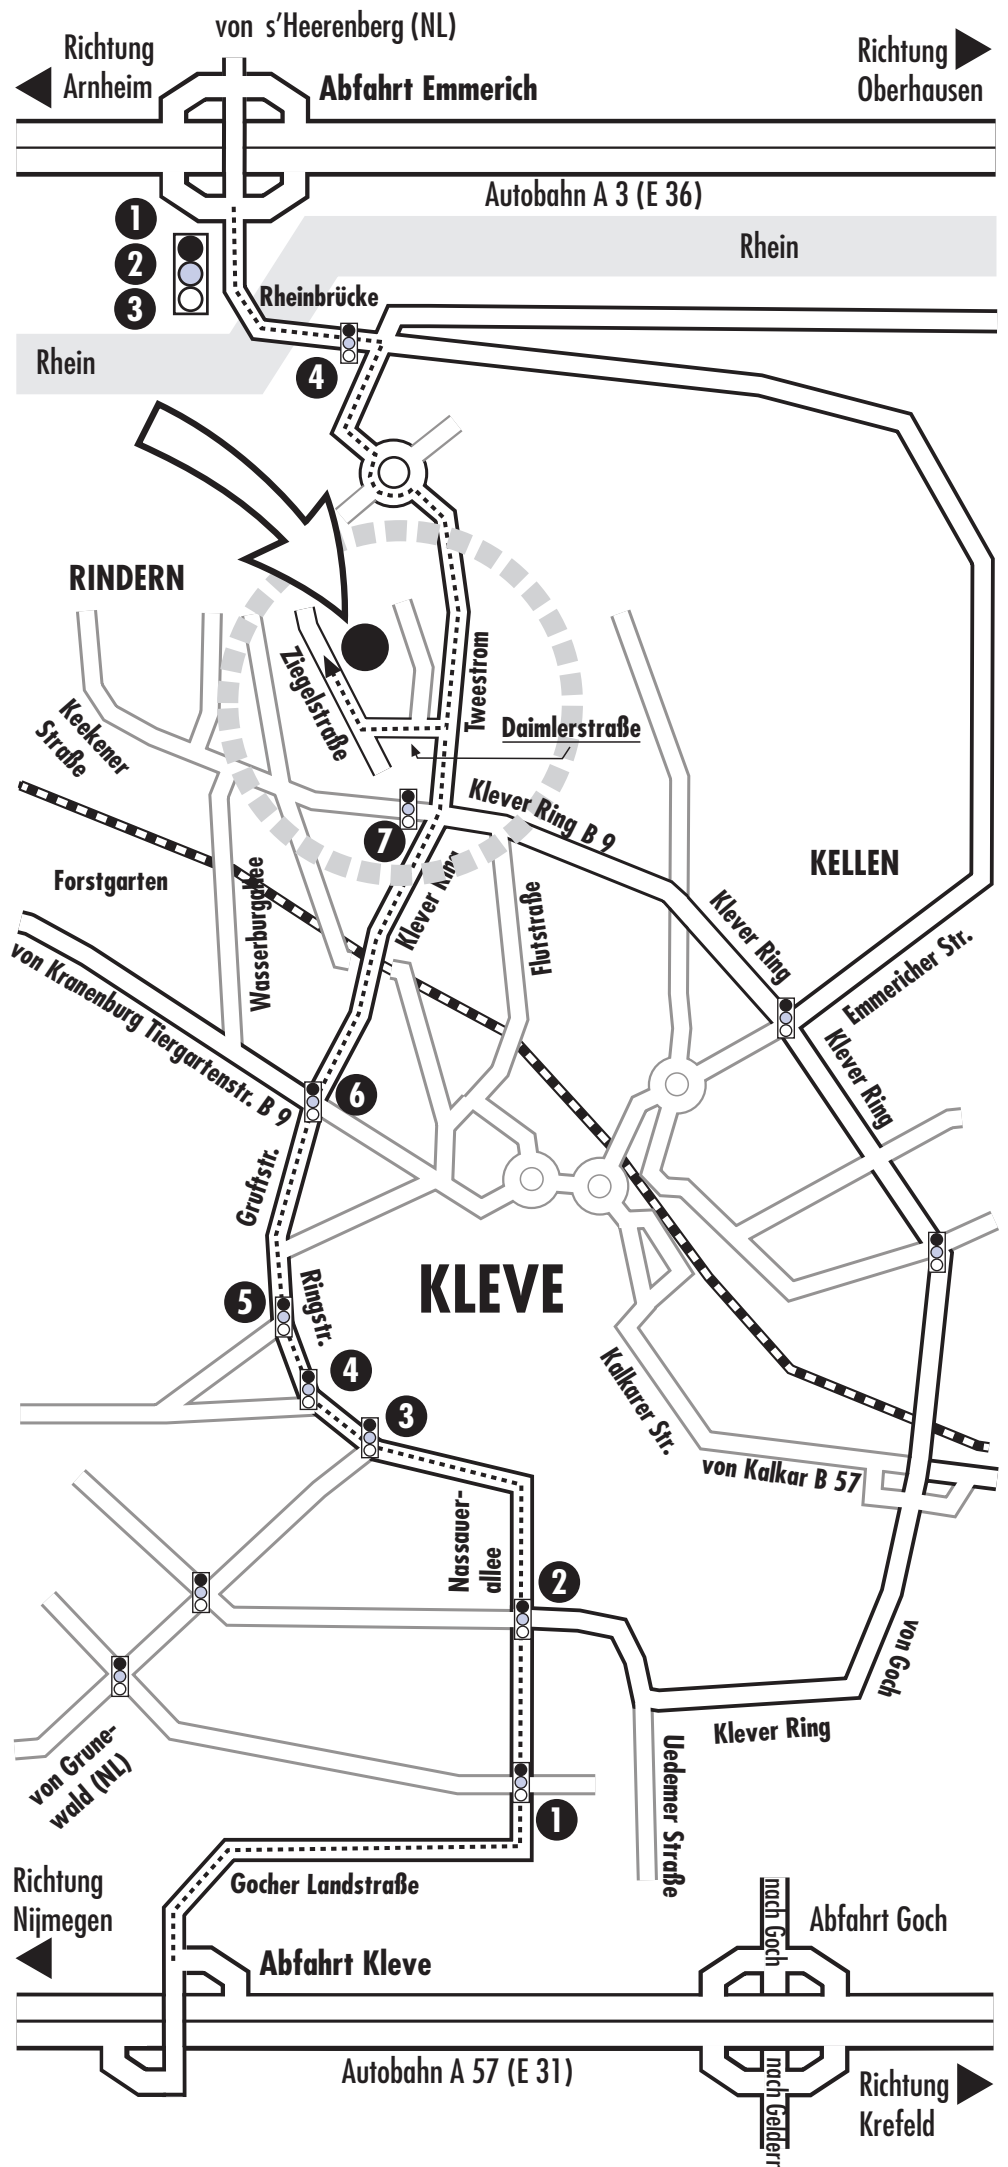 von s'Heerenberg (NL)
Richtung
Arnheim
Abfahrt Emmerich
Richtung
Oberhausen
Autobahn A 3 (E 36)
1
2
3
Rhein
Rheinbrücke
Rhein
4
RINDERN
Ziegelstraße
Tweestrom
Daimlerstraße
Keekener
Straße
Klever Ring B 9
7
KELLEN
Forstgarten
Wasserburgallee
Klever Ring
Flutstraße
Klever Ring
Emmericher Str.
von Kranenburg Tiergartenstr. B 9
Klever Ring
6
Gruftstr.
KLEVE
5
Ringstr.
4
3
Kalkarer Str.
von Kalkar B 57
Nassauer-
allee
2
von Goch
Klever Ring
von Grune-
wald (NL)
Uedemer Straße
1
Gocher Landstraße
Richtung
Nijmegen
Abfahrt Kleve
nach Goch
Abfahrt Goch
Autobahn A 57 (E 31)
nach Geldern
Richtung
Krefeld